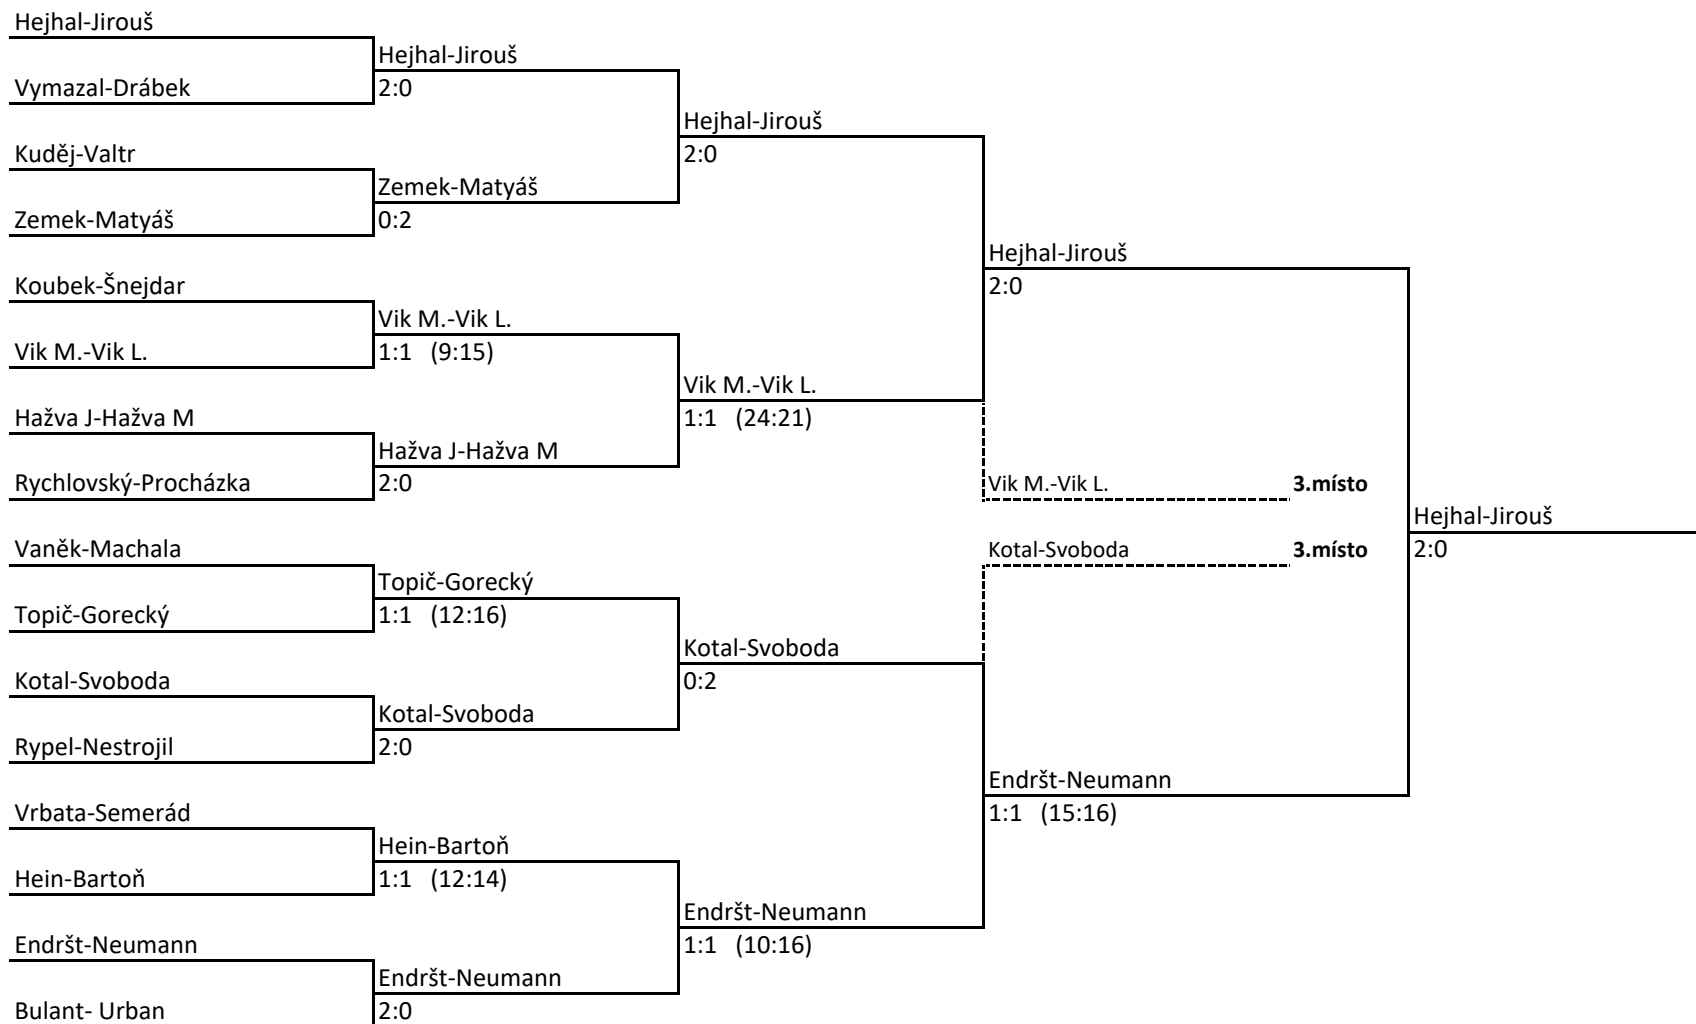 Hejhal-Jirouš
Hejhal-Jirouš
Vymazal-Drábek
2:0
Hejhal-Jirouš
Kuděj-Valtr
2:0
Zemek-Matyáš
Zemek-Matyáš
0:2
Hejhal-Jirouš
Koubek-Šnejdar
2:0
Vik M.-Vik L.
Vik M.-Vik L.
1:1 (9:15)
Vik M.-Vik L.
Hažva J-Hažva M
1:1 (24:21)
Hažva J-Hažva M
Rychlovský-Procházka
2:0
Vik M.-Vik L. 3.místo
Hejhal-Jirouš
Vaněk-Machala
Kotal-Svoboda 3.místo
2:0
Topič-Gorecký
Topič-Gorecký
1:1 (12:16)
Kotal-Svoboda
Kotal-Svoboda
0:2
Kotal-Svoboda
Rypel-Nestrojil
2:0
Endršt-Neumann
Vrbata-Semerád
1:1 (15:16)
Hein-Bartoň
Hein-Bartoň
1:1 (12:14)
Endršt-Neumann
Endršt-Neumann
1:1 (10:16)
Endršt-Neumann
Bulant- Urban
2:0